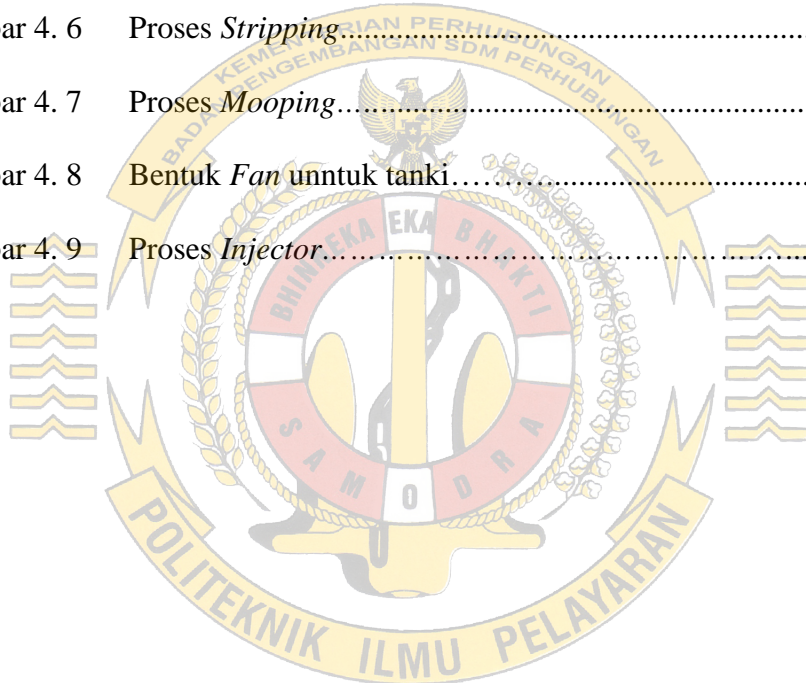 ar 4. 6 Proses Stripping
ar 4. 7 Proses Mooping
ar 4. 8 Bentuk Fan unntuk tanki
ar 4. 9 Proses Injector
KEMENTERIAN PERHUBUNGAN
BADAN PENGEMBANGAN SDM PERHUBUNGAN
BHINNEKA EKA BHAKTI
SAMODRA
POLITEKNIK ILMU PELAYARAN